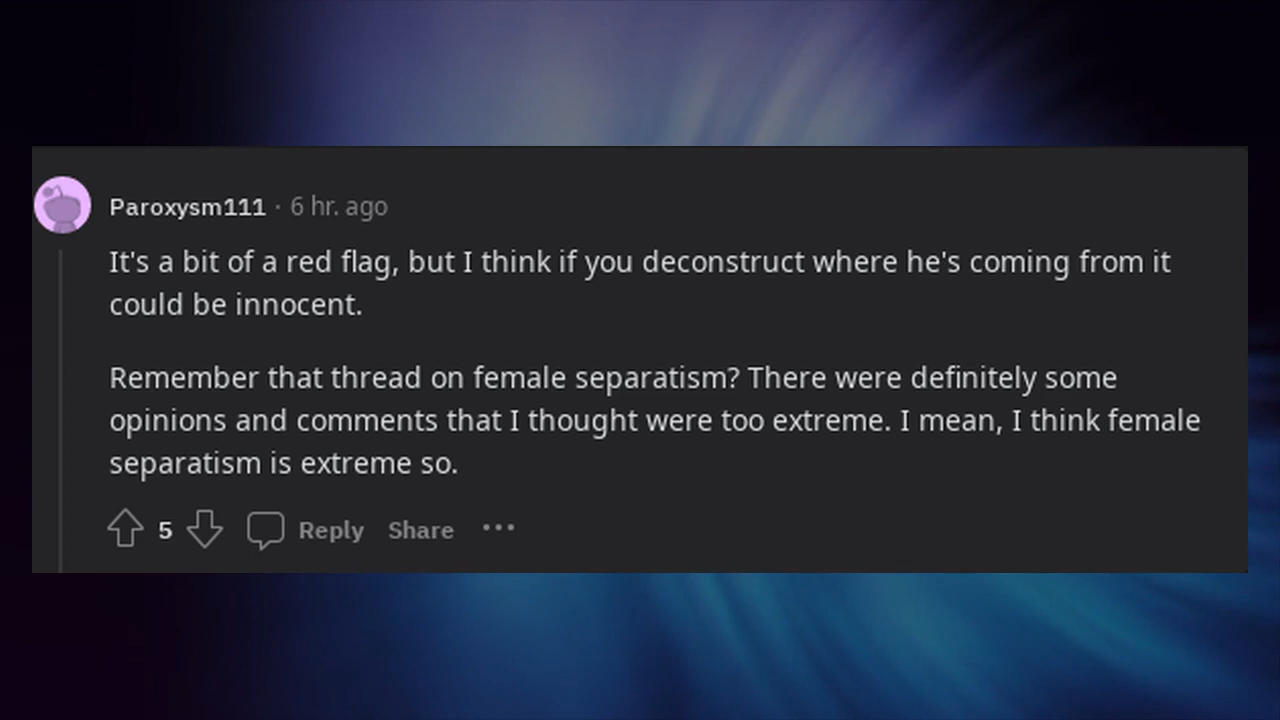 Paroxysm111 · 6 hr. ago
It's a bit of a red flag, but I think if you deconstruct where he's coming from it
could be innocent.
Remember that thread on female separatism? There were definitely some
opinions and comments that I thought were too extreme. I mean, I think female
separatism is extreme so.
5 Reply Share ···